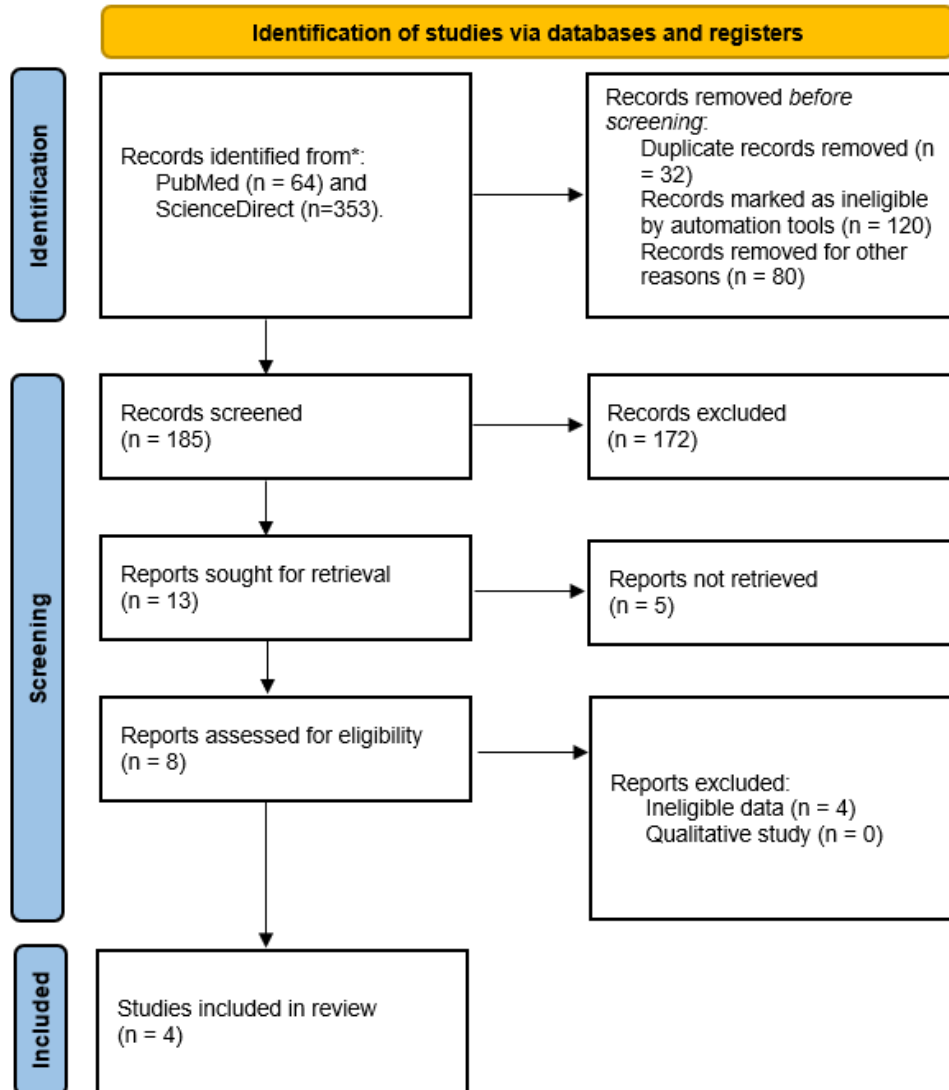 Identification of studies via databases and registers
Identification
Records identified from*:
PubMed (n = 64) and
ScienceDirect (n=353).
Records removed before
screening:
Duplicate records removed (n
= 32)
Records marked as ineligible
by automation tools (n = 120)
Records removed for other
reasons (n = 80)
Screening
Records screened
(n = 185)
Records excluded
(n = 172)
Reports sought for retrieval
(n = 13)
Reports not retrieved
(n = 5)
Reports assessed for eligibility
(n = 8)
Reports excluded:
Ineligible data (n = 4)
Qualitative study (n = 0)
Included
Studies included in review
(n = 4)